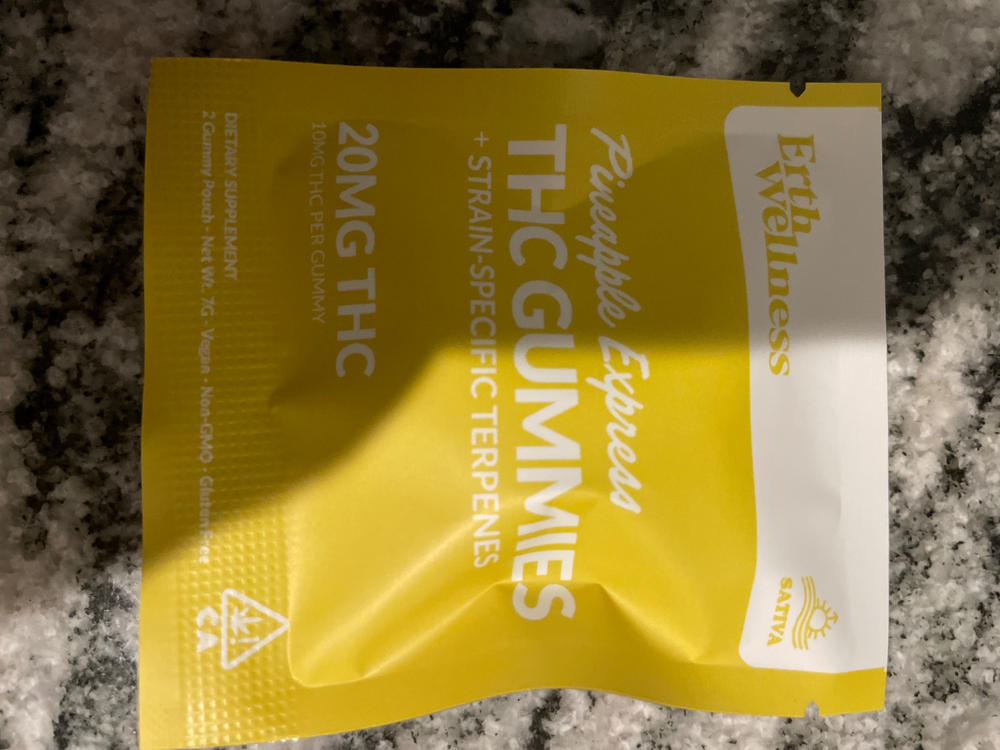 Erth
Wellness
SATIVA
Pineapple Express
THC GUMMIES
+ STRAIN-SPECIFIC TERPENES
20MG THC
10MG THC PER GUMMY
DIETARY SUPPLEMENT
2 Gummy Pouch · Net Wt. 7G · Vegan · Non-GMO · Gluten Free
CA